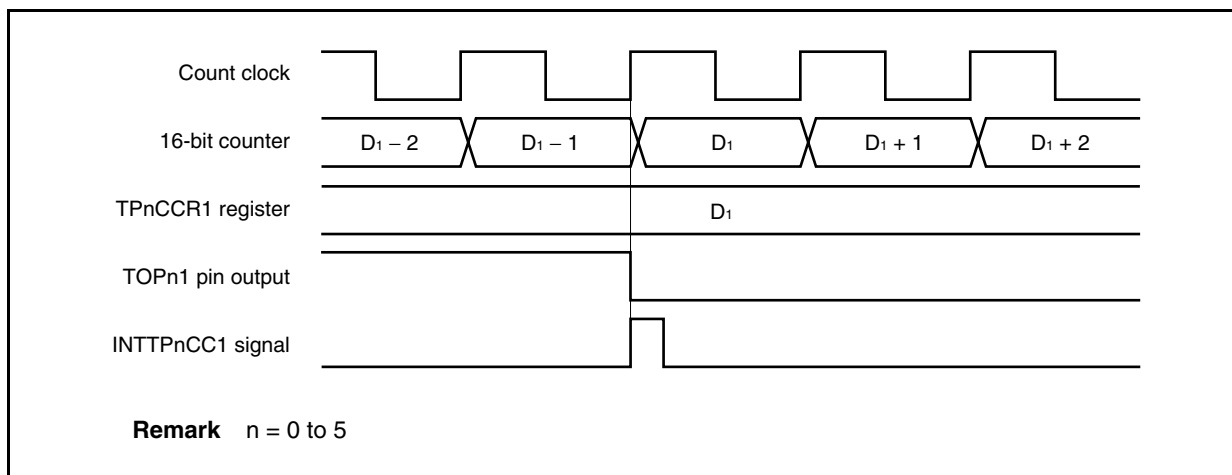 Count clock
16-bit counter
D₁ − 2
D₁ − 1
D₁
D₁ + 1
D₁ + 2
TPnCCR1 register
D₁
TOPn1 pin output
INTTPnCC1 signal
Remark n = 0 to 5